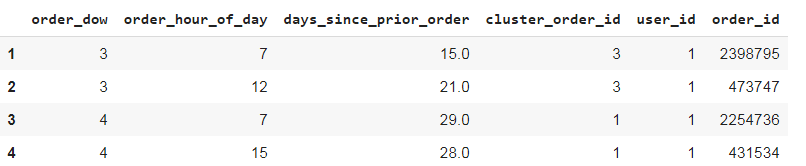 order_dow order_hour_of_day days_since_prior_order cluster_order_id user_id order_id
1 3 7 15.0 3 1 2398795
2 3 12 21.0 3 1 473747
3 4 7 29.0 1 1 2254736
4 4 15 28.0 1 1 431534